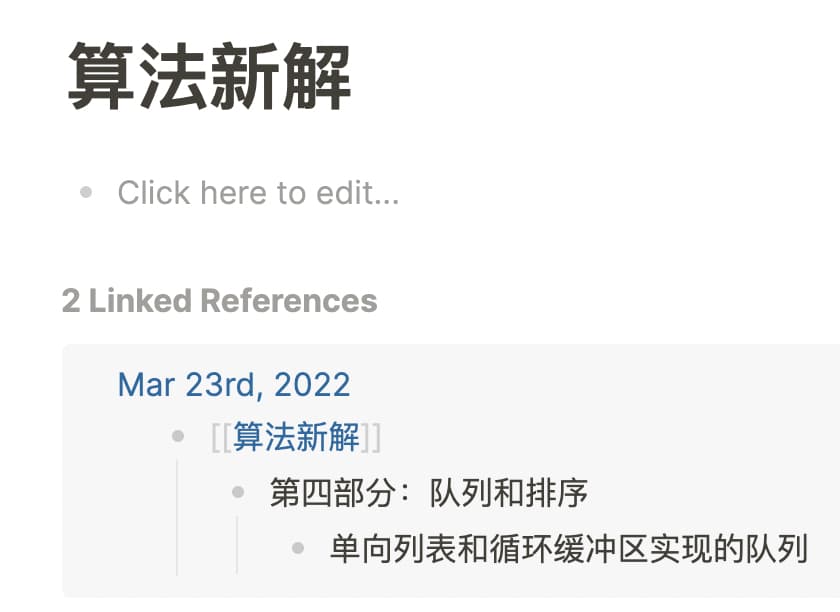 算法新解
Click here to edit...
2 Linked References
Mar 23rd, 2022
[[算法新解]]
第四部分：队列和排序
单向列表和循环缓冲区实现的队列